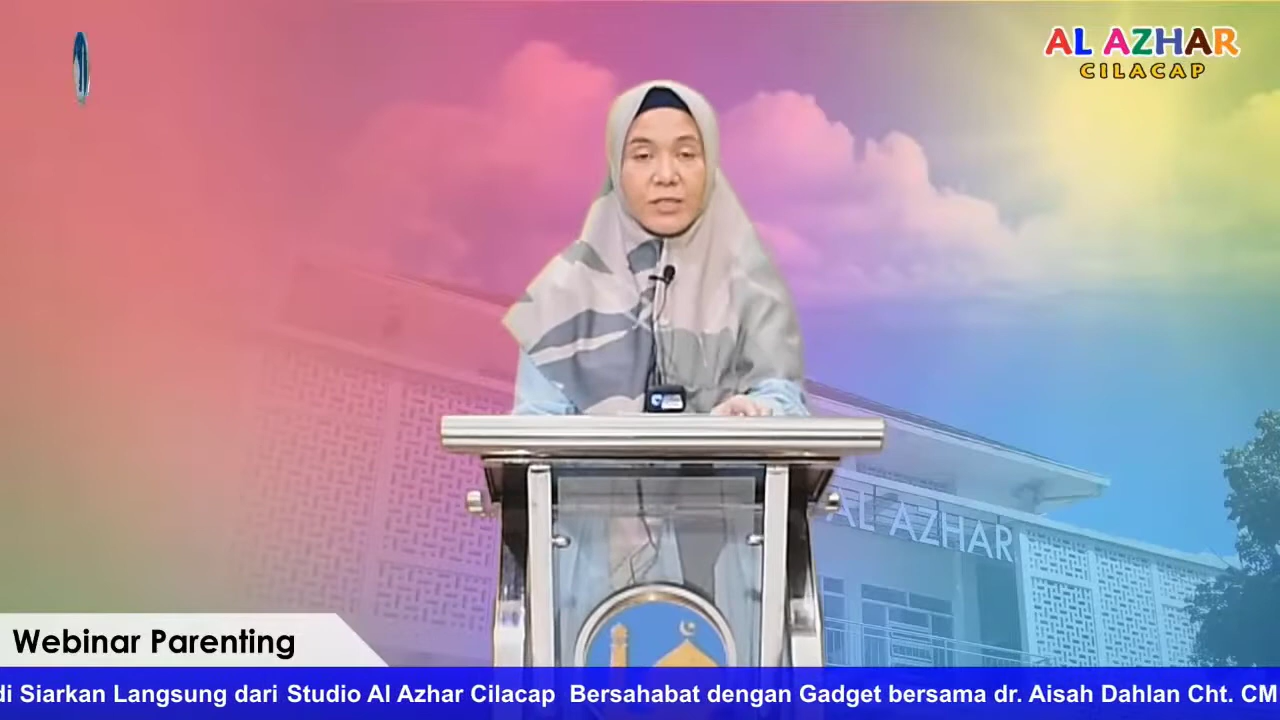 AL AZHAR
CILACAP
AL AZHAR
Webinar Parenting
di Siarkan Langsung dari Studio Al Azhar Cilacap Bersahabat dengan Gadget bersama dr. Aisah Dahlan Cht. CM